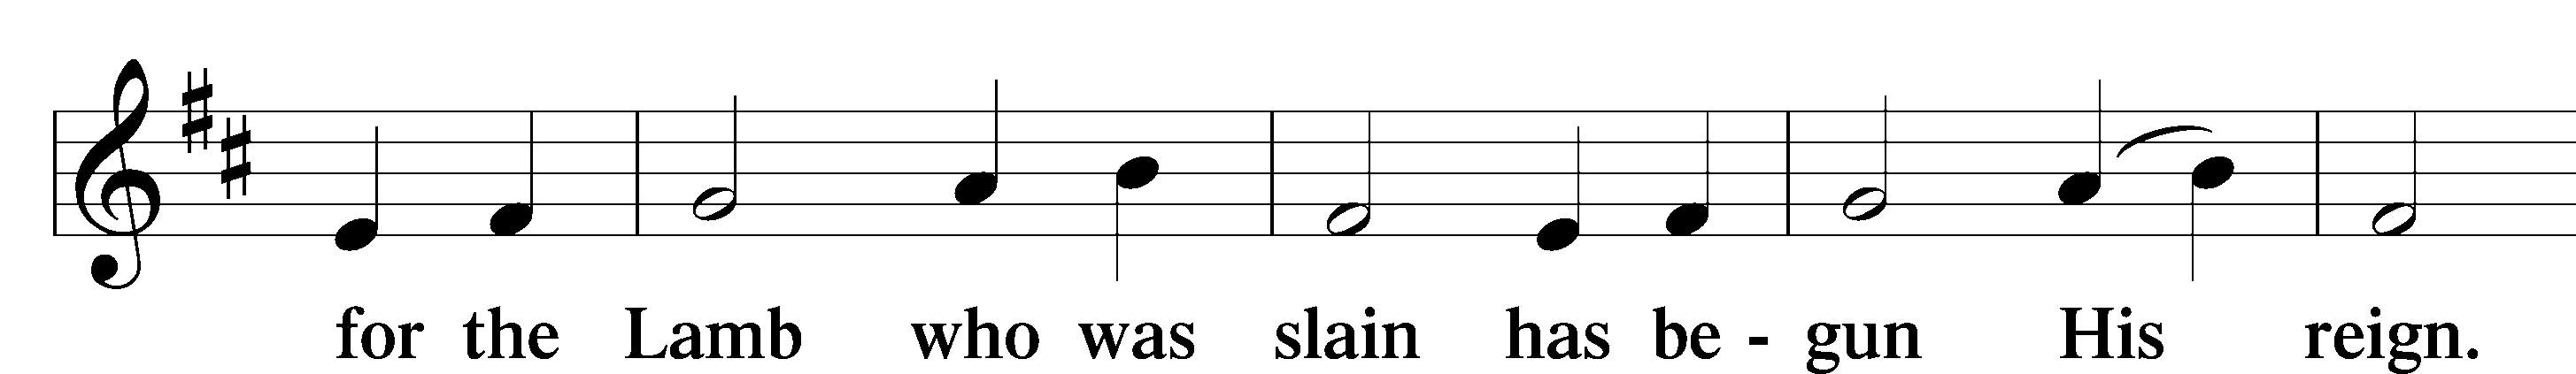 for the Lamb who was slain has be - gun His reign.